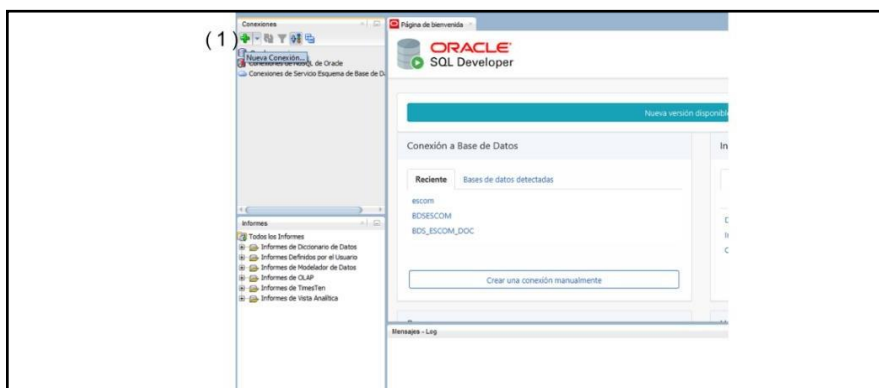 Conexiones
Página de bienvenida
(1)
Nueva Conexión...
Conexiones de NoSQL de Oracle
Conexiones de Servicio Esquema de Base de Da
ORACLE
SQL Developer
Nueva versión disponible
Conexión a Base de Datos
In
Reciente
Bases de datos detectadas
escom
BDSESCOM
BDS_ESCOM_DOC
Crear una conexión manualmente
Informes
Todos los Informes
Informes de Diccionario de Datos
Informes Definidos por el Usuario
Informes de Modelador de Datos
Informes de OLAP
Informes de TimesTen
Informes de Vista Analítica
Mensajes - Log